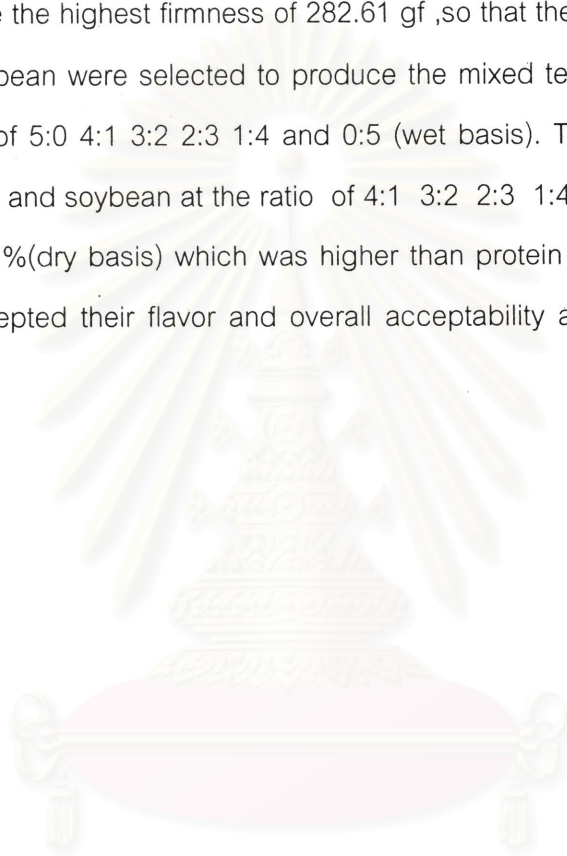 the highest firmness of 282.61 gf ,so that the
bean were selected to produce the mixed te
of 5:0 4:1 3:2 2:3 1:4 and 0:5 (wet basis). T
and soybean at the ratio of 4:1 3:2 2:3 1:4
%(dry basis) which was higher than protein
epted their flavor and overall acceptability a